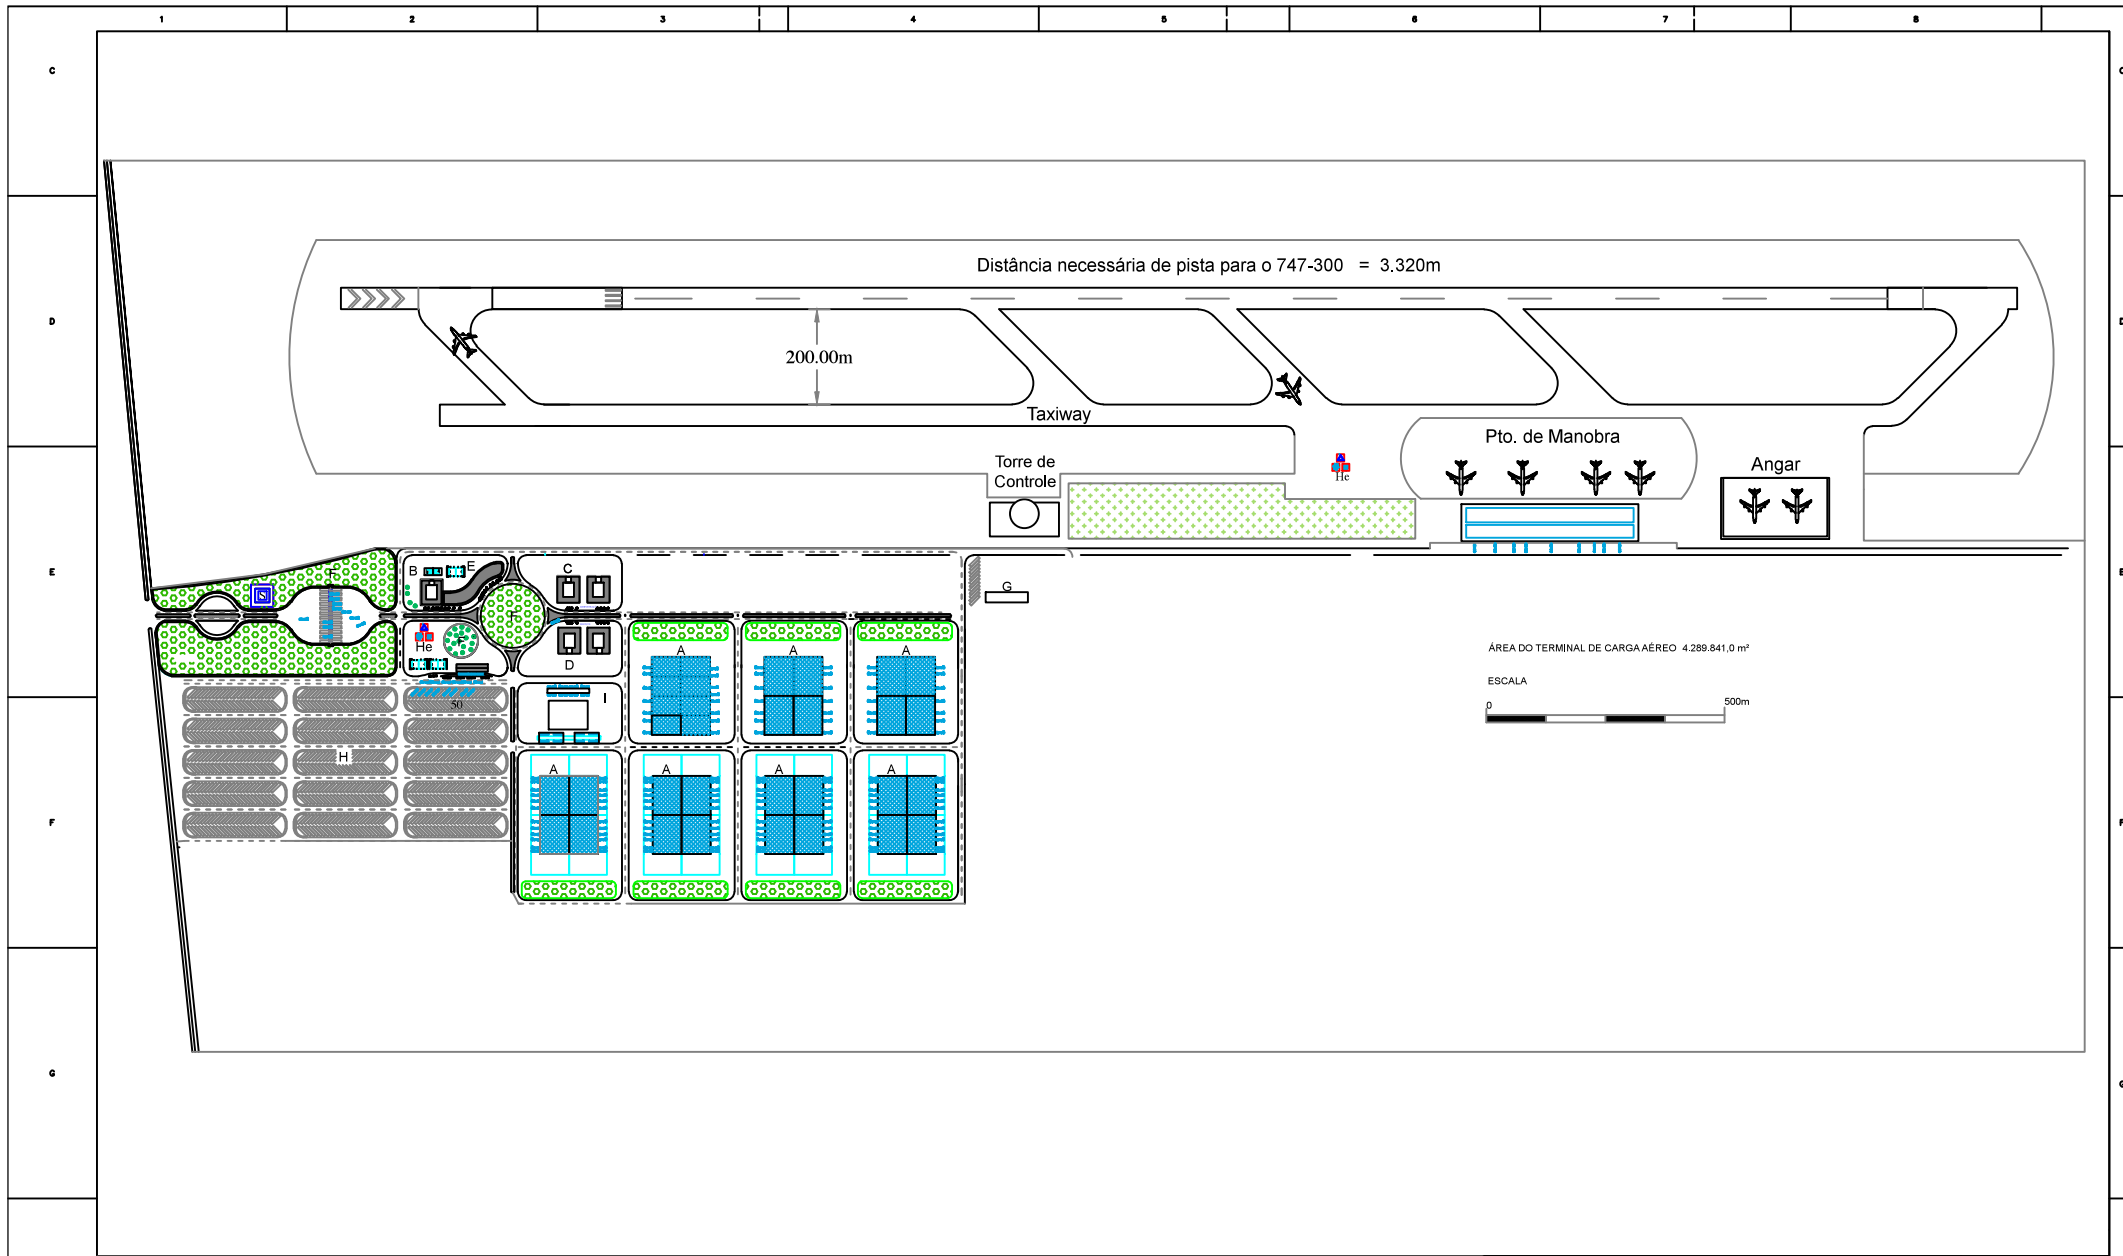 1 2 3 4 5 6 7 8
C
C
Distância necessária de pista para o 747-300 = 3.320m
D
200.00m
Taxiway
Pto. de Manobra
Torre de
Controle
He
Angar
E
F
B
E
C
G
F
He
F
D
A
A
A
ÁREA DO TERMINAL DE CARGA AÉREO 4.289.841,0 m²
ESCALA
0
500m
50
I
H
A
A
A
A
F
G
G